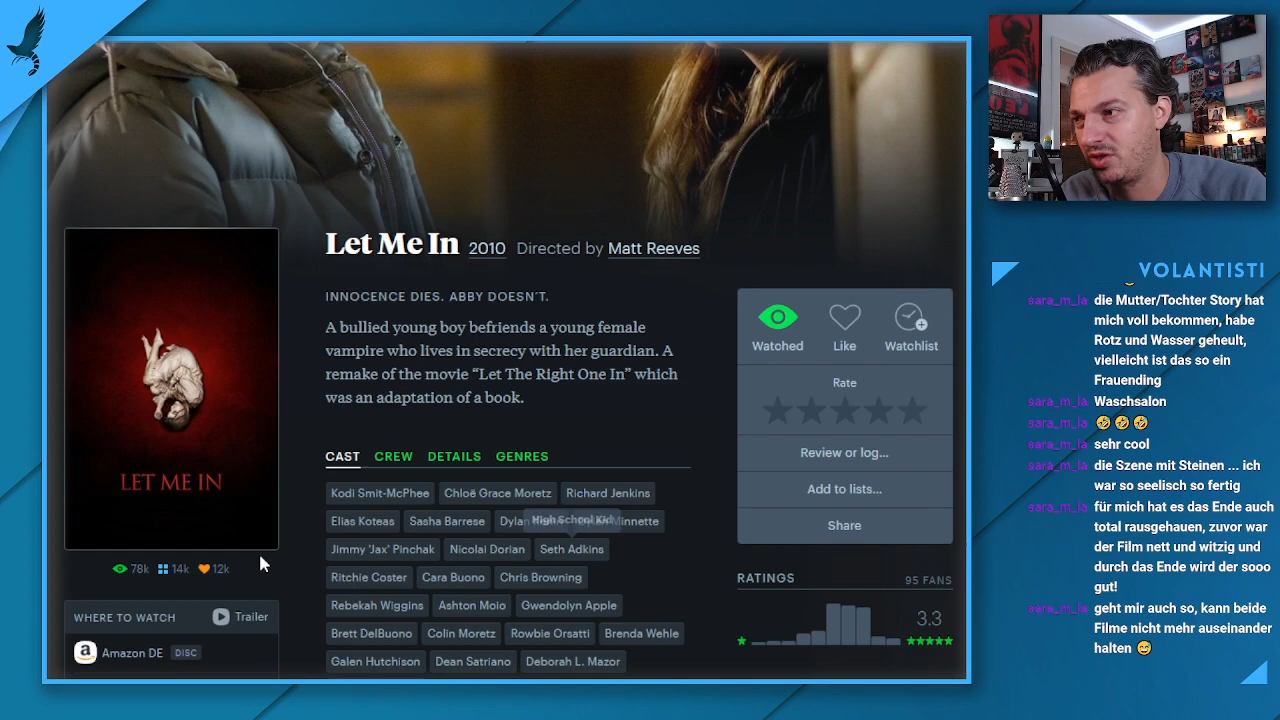 Let Me In 2010 Directed by Matt Reeves
INNOCENCE DIES. ABBY DOESN'T.
A bullied young boy befriends a young female
vampire who lives in secrecy with her guardian. A
remake of the movie “Let The Right One In” which
was an adaptation of a book.
CAST CREW DETAILS GENRES
Kodi Smit-McPhee Chloë Grace Moretz Richard Jenkins
Elias Koteas Sasha Barrese Dylan Minnette
High School Kid
Jimmy 'Jax' Pinchak Nicolai Dorian Seth Adkins
Ritchie Coster Cara Buono Chris Browning
Rebekah Wiggins Ashton Moio Gwendolyn Apple
Brett DelBuono Colin Moretz Rowbie Orsatti Brenda Wehle
Galen Hutchison Dean Satriano Deborah L. Mazor
LET ME IN
78k 14k 12k
WHERE TO WATCH Trailer
Amazon DE DISC
Watched Like Watchlist
Rate
Review or log...
Add to lists...
Share
RATINGS 95 FANS
3.3
VOLANTISTI
sara_m_la die Mutter/Tochter Story hat
mich voll bekommen, habe
Rotz und Wasser geheult,
vielleicht ist das so ein
Frauending
sara_m_la Waschsalon
sara_m_la 🤣🤣🤣
sara_m_la sehr cool
sara_m_la die Szene mit Steinen ... ich
war so seelisch so fertig
sara_m_la für mich hat es das Ende auch
total rausgehauen, zuvor war
der Film nett und witzig und
durch das Ende wird der sooo
gut!
sara_m_la geht mir auch so, kann beide
Filme nicht mehr auseinander
halten 😅